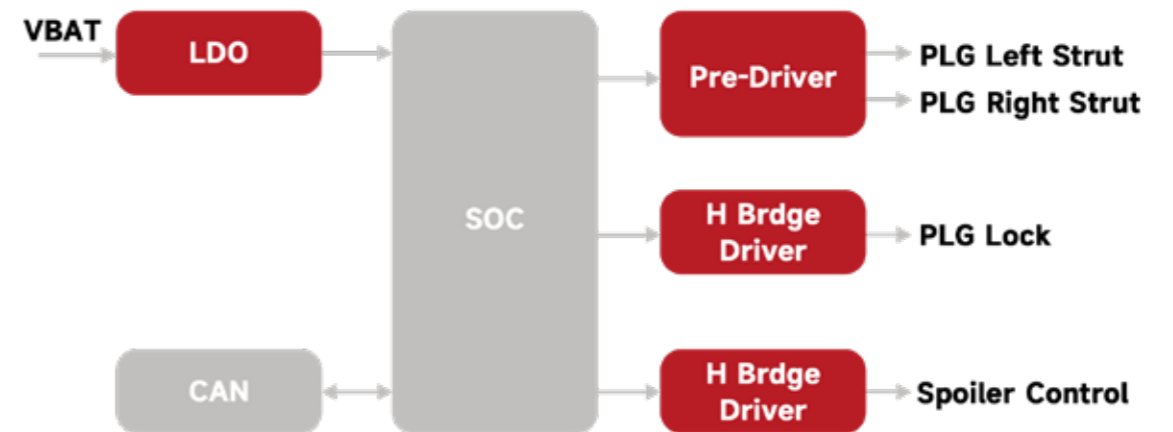 VBAT
LDO
SOC
CAN
Pre-Driver
PLG Left Strut
PLG Right Strut
H Brdge
Driver
PLG Lock
H Brdge
Driver
Spoiler Control